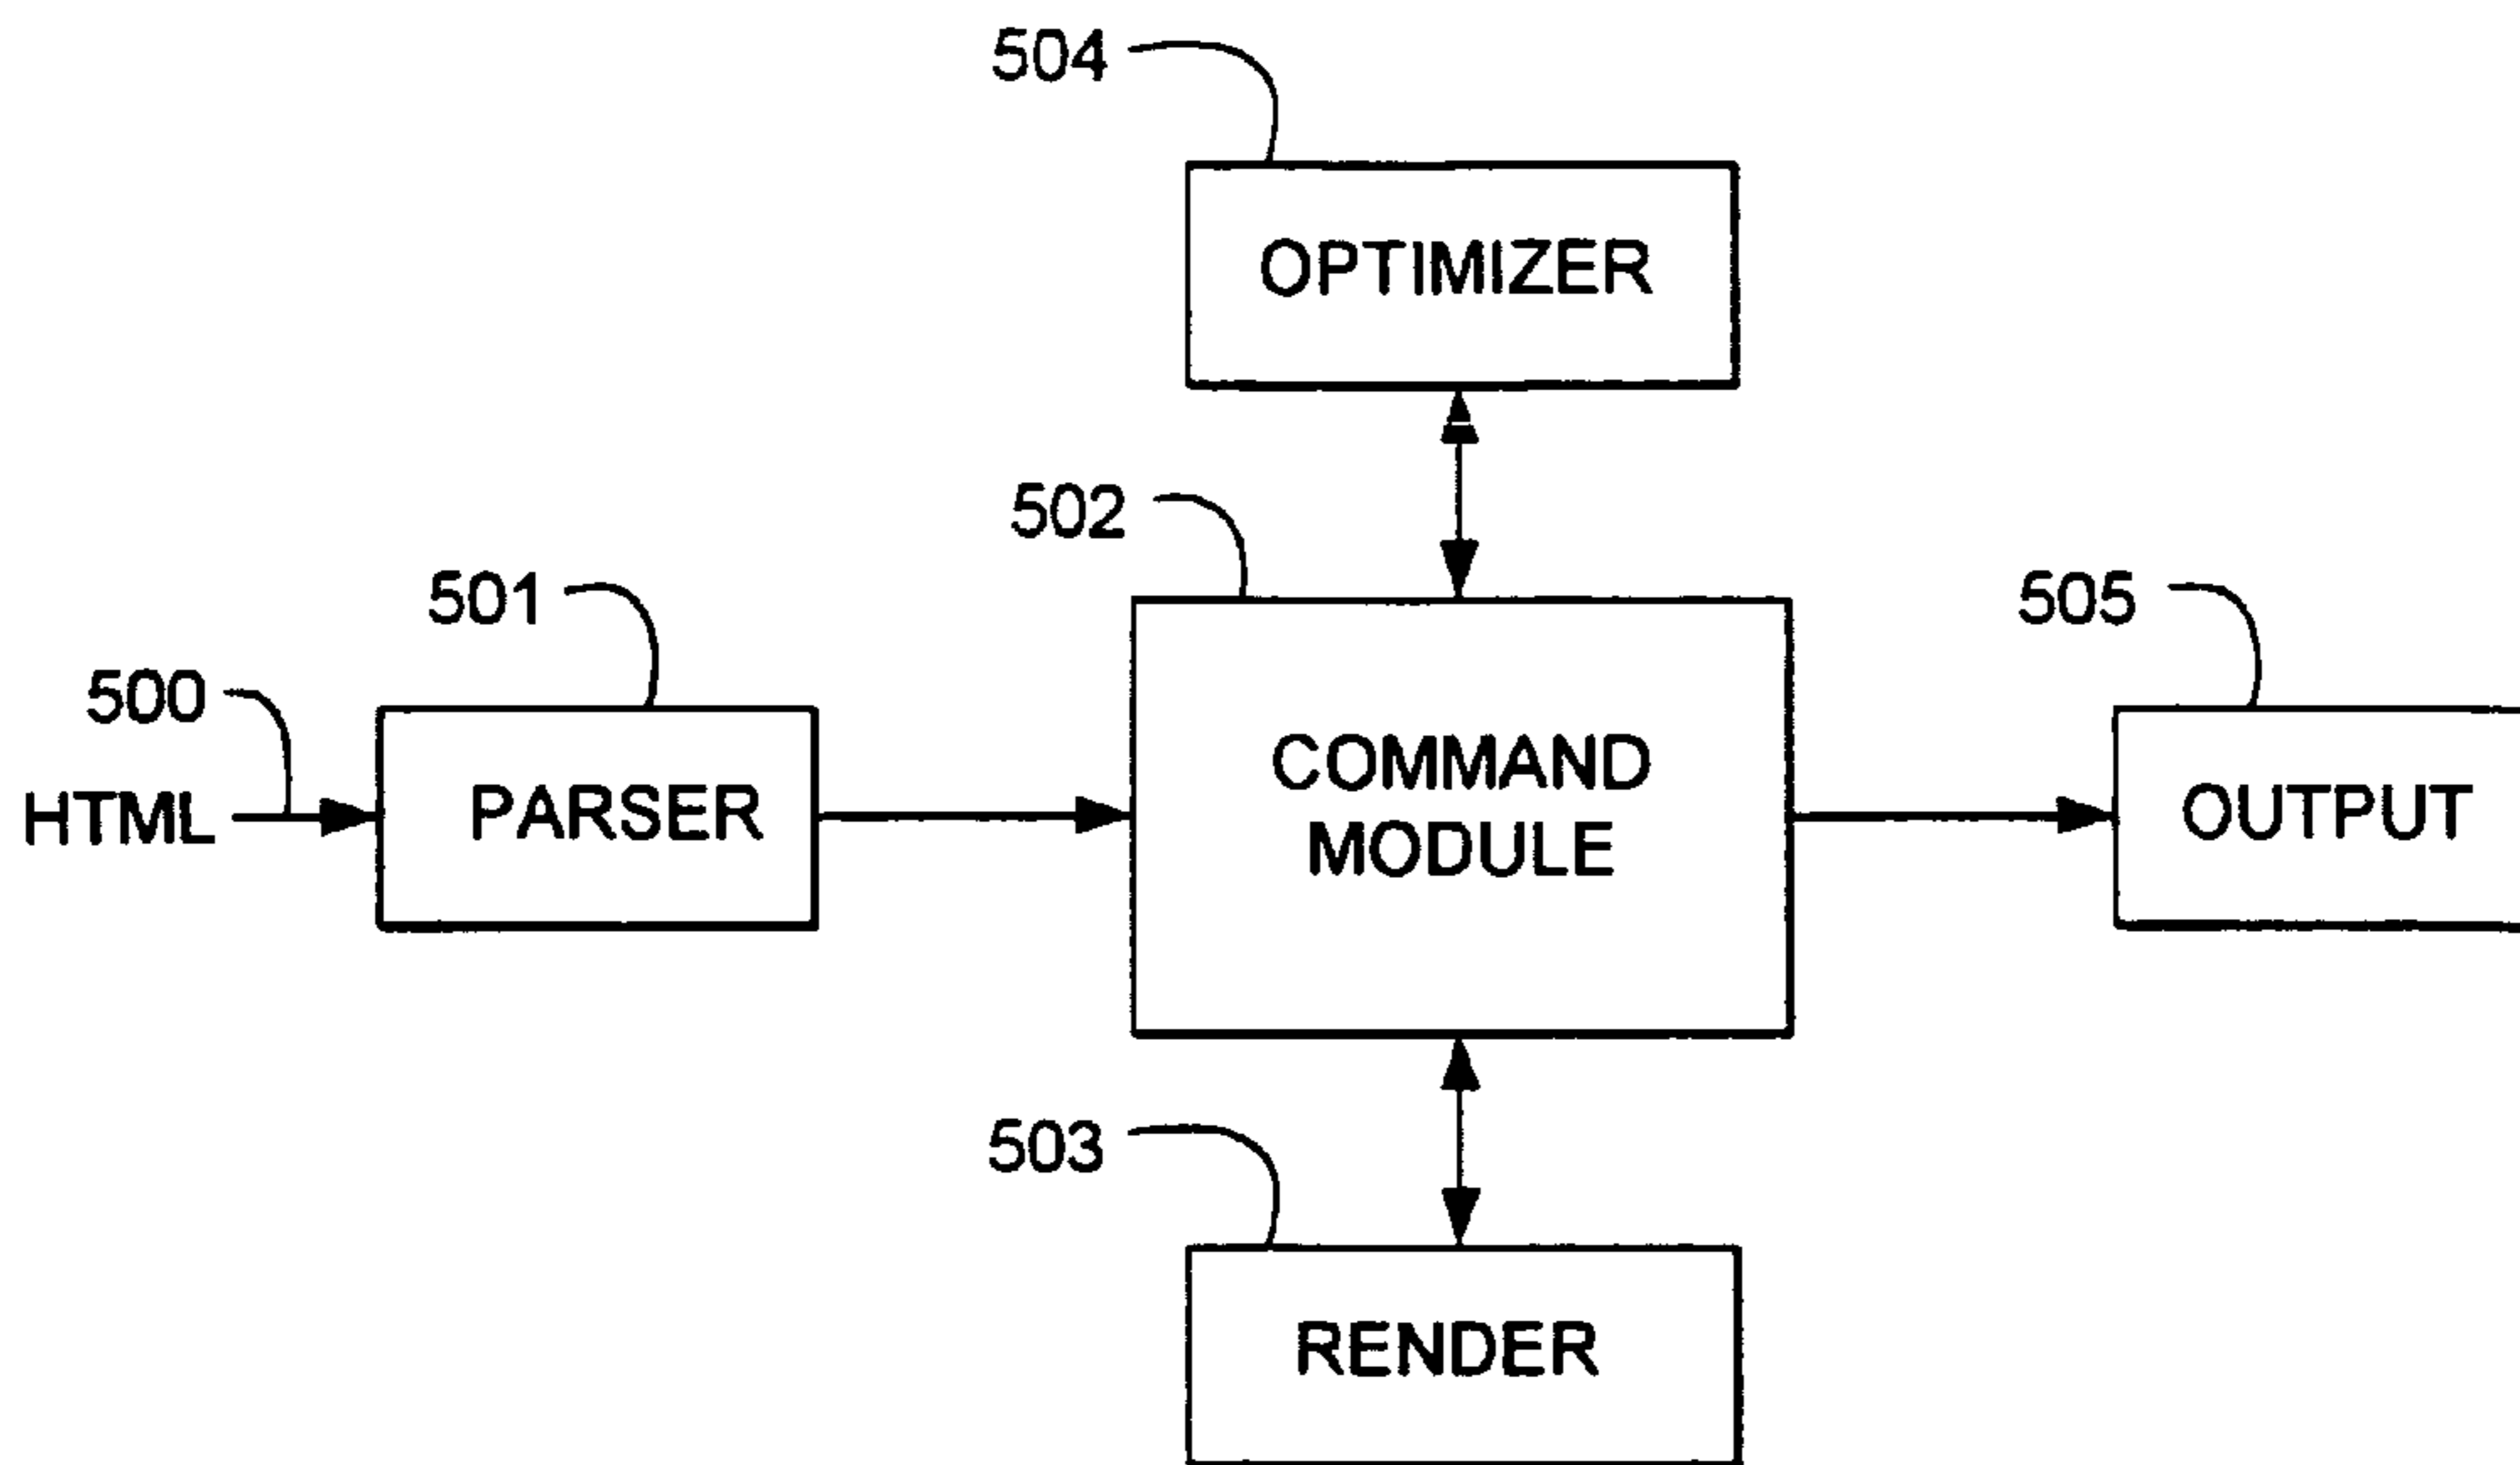 504
OPTIMIZER
502
501
505
500
HTML
PARSER
COMMAND
MODULE
OUTPUT
503
RENDER